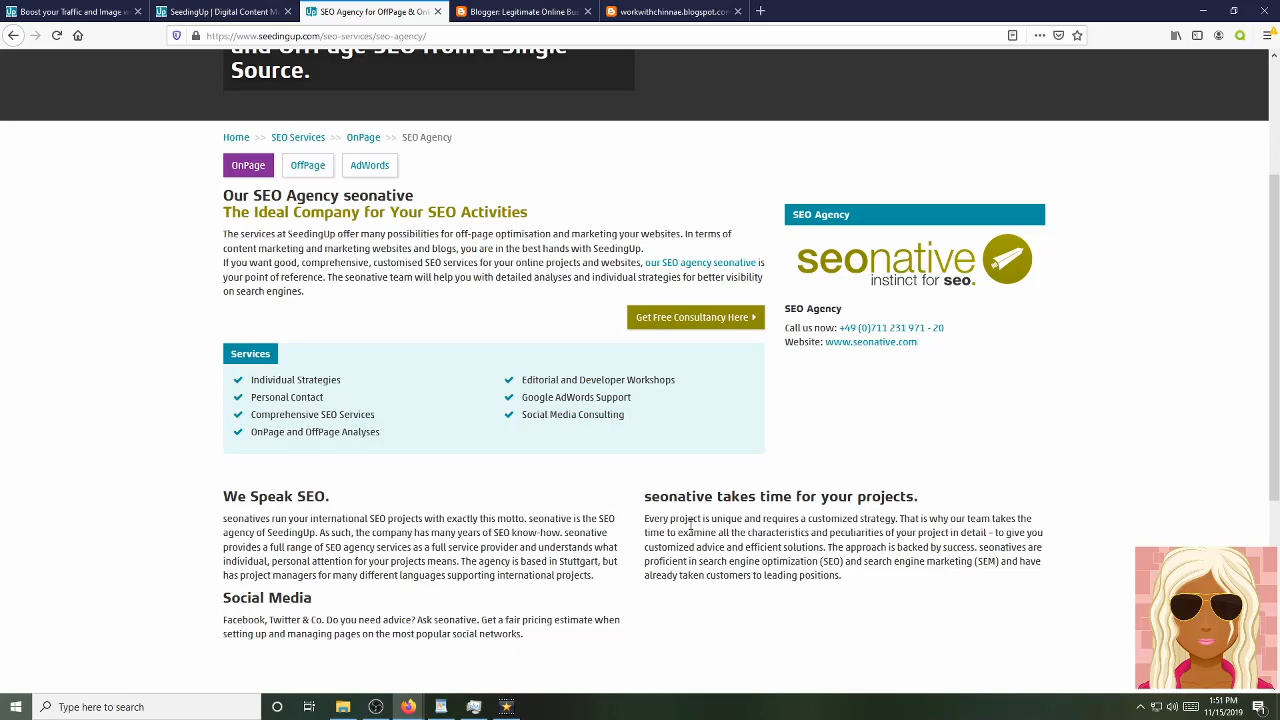 Boost your Traffic and Image w
SeedingUp | Digital Content M
SEO Agency for OffPage & On
Blogger: Legitimate Online Bus
workwithchinnae.blogspot.com
https://www.seedingup.com/seo-services/seo-agency/
and OffPage SEO from a Single
Source.
Home >> SEO Services >> OnPage >> SEO Agency
OnPage OffPage AdWords
Our SEO Agency seonative
The Ideal Company for Your SEO Activities
The services at SeedingUp offer many possibilities for off-page optimisation and marketing your websites. In terms of
content marketing and marketing websites and blogs, you are in the best hands with SeedingUp.
If you want good, comprehensive, customised SEO services for your online projects and websites, our SEO agency seonative is
your point of reference. The seonative team will help you with detailed analyses and individual strategies for better visibility
on search engines.
Get Free Consultancy Here
SEO Agency
seonative
instinct for seo.
SEO Agency
Call us now: +49 (0)711 231 971 - 20
Website: www.seonative.com
Services
Individual Strategies
Personal Contact
Comprehensive SEO Services
OnPage and OffPage Analyses
Editorial and Developer Workshops
Google AdWords Support
Social Media Consulting
We Speak SEO.
seonatives run your international SEO projects with exactly this motto. seonative is the SEO
agency of SeedingUp. As such, the company has many years of SEO know-how. seonative
provides a full range of SEO agency services as a full service provider and understands what
individual, personal attention for your projects means. The agency is based in Stuttgart, but
has project managers for many different languages supporting international projects.
Social Media
Facebook, Twitter & Co. Do you need advice? Ask seonative. Get a fair pricing estimate when
setting up and managing pages on the most popular social networks.
seonative takes time for your projects.
Every project is unique and requires a customized strategy. That is why our team takes the
time to examine all the characteristics and peculiarities of your project in detail – to give you
customized advice and efficient solutions. The approach is backed by success. seonatives are
proficient in search engine optimization (SEO) and search engine marketing (SEM) and have
already taken customers to leading positions.
Type here to search
1:51 PM
11/15/2019